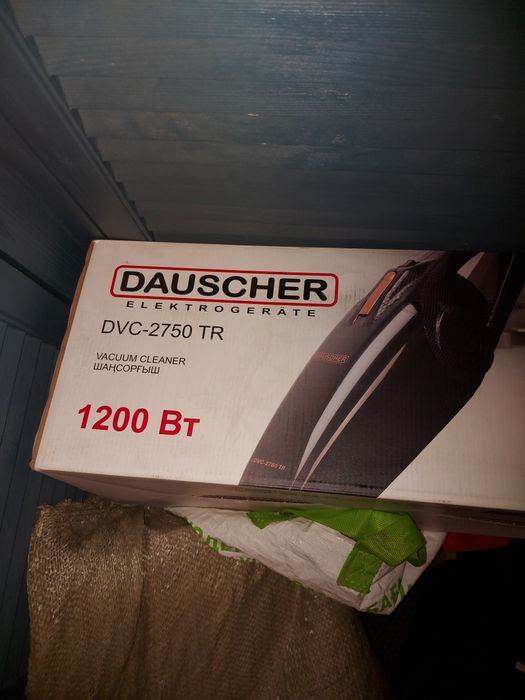 DAUSCHER
ELEKTROGERÄTE
DVC-2750 TR
VACUUM CLEANER
ШАҢСОРҒЫШ
1200 Вт
DAUSCHER
DVC-2750 TR